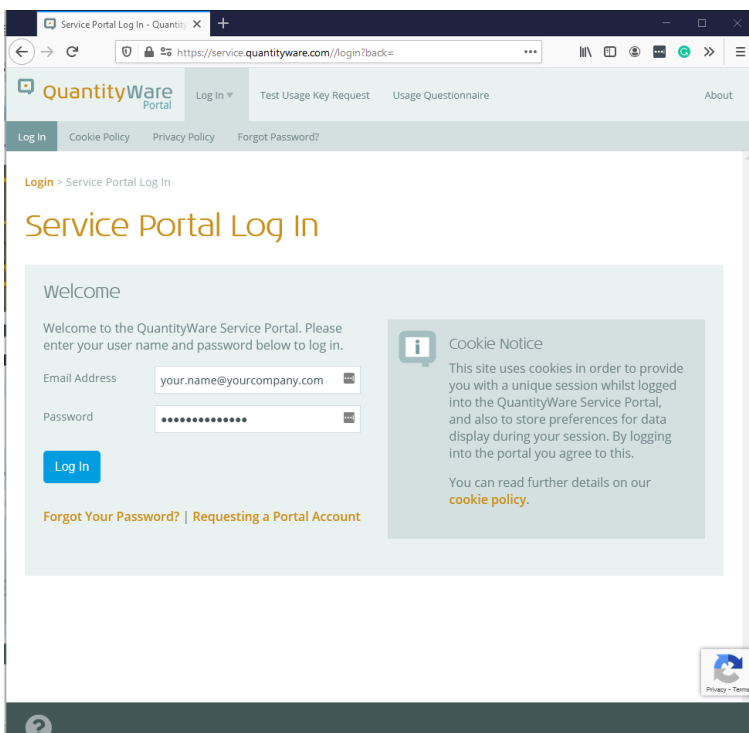 Service Portal Log In - Quantity
https://service.quantityware.com//login?back=
QuantityWare
Portal
Log In
Test Usage Key Request
Usage Questionnaire
About
Log In
Cookie Policy
Privacy Policy
Forgot Password?
Login > Service Portal Log In
Service Portal Log In
Welcome
Welcome to the QuantityWare Service Portal. Please
enter your user name and password below to log in.
Email Address
your.name@yourcompany.com
Password
Log In
Forgot Your Password? | Requesting a Portal Account
Cookie Notice
This site uses cookies in order to provide
you with a unique session whilst logged
into the QuantityWare Service Portal,
and also to store preferences for data
display during your session. By logging
into the portal you agree to this.
You can read further details on our
cookie policy.
Privacy - Terms